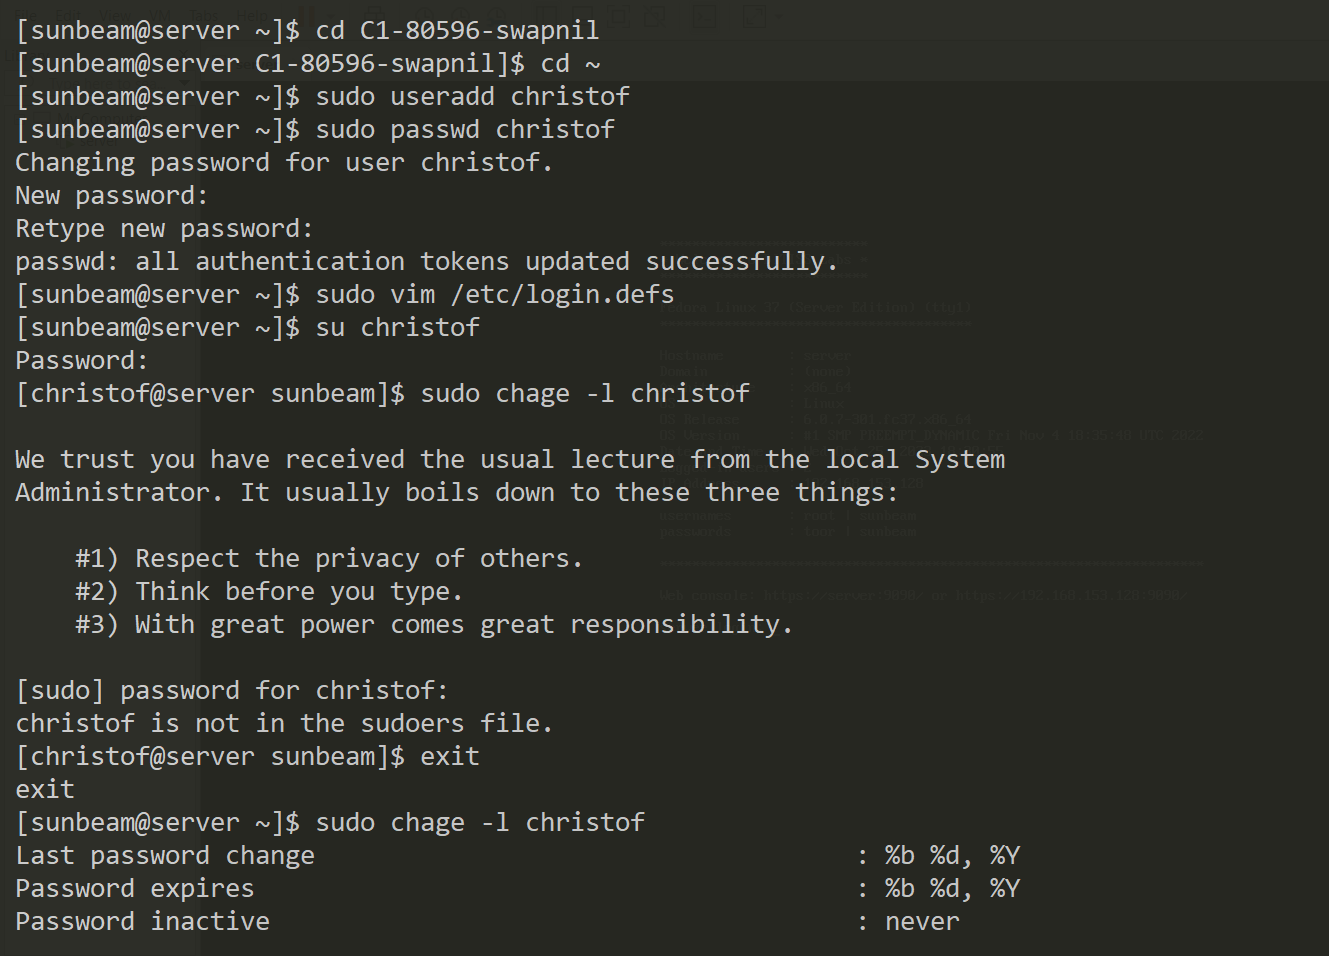 [sunbeam@server ~]$ cd C1-80596-swapnil
[sunbeam@server C1-80596-swapnil]$ cd ~
[sunbeam@server ~]$ sudo useradd christof
[sunbeam@server ~]$ sudo passwd christof
Changing password for user christof.
New password:
Retype new password:
passwd: all authentication tokens updated successfully.
[sunbeam@server ~]$ sudo vim /etc/login.defs
[sunbeam@server ~]$ su christof
Password:
[christof@server sunbeam]$ sudo chage -l christof
We trust you have received the usual lecture from the local System
Administrator. It usually boils down to these three things:
#1) Respect the privacy of others.
#2) Think before you type.
#3) With great power comes great responsibility.
[sudo] password for christof:
christof is not in the sudoers file.
[christof@server sunbeam]$ exit
exit
[sunbeam@server ~]$ sudo chage -l christof
Last password change : %b %d, %Y
Password expires : %b %d, %Y
Password inactive : never